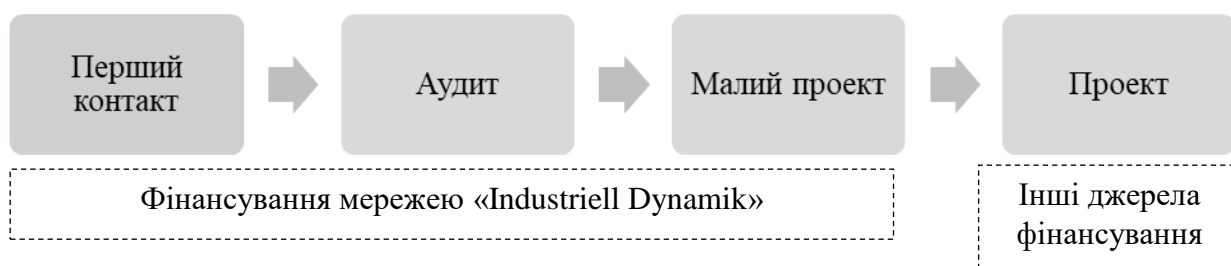 Перший
контакт
Аудит
Малий проект
Проект
Фінансування мережею «Industriell Dynamik»
Інші джерела
фінансування